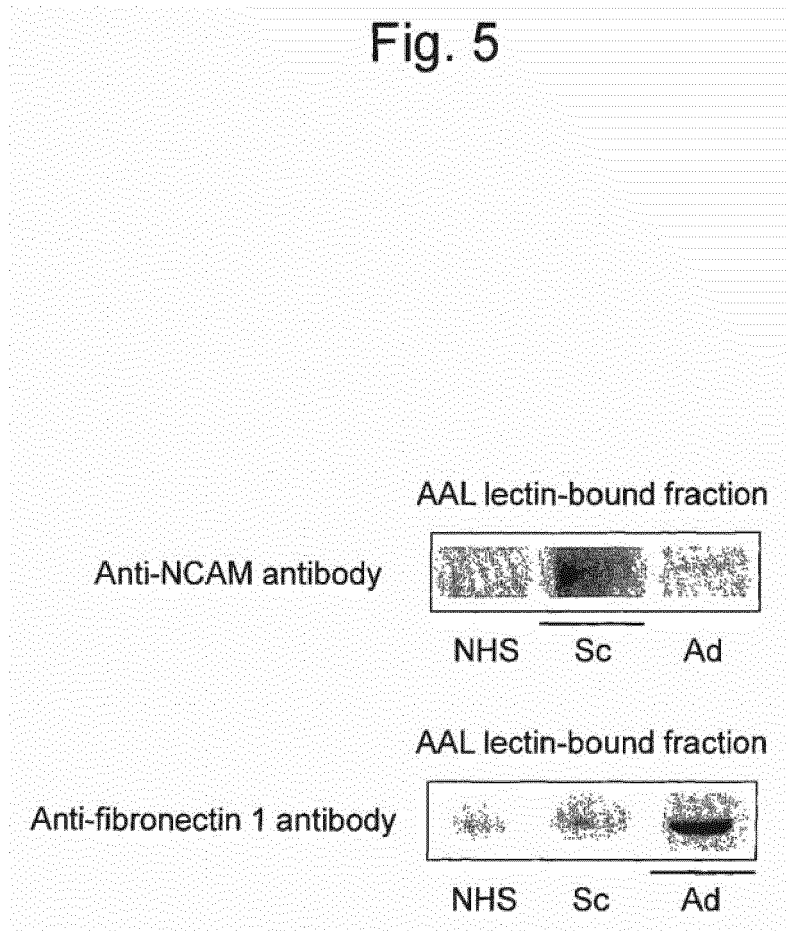 Fig. 5
AAL lectin-bound fraction
Anti-NCAM antibody
NHS Sc Ad
AAL lectin-bound fraction
Anti-fibronectin 1 antibody
NHS Sc Ad